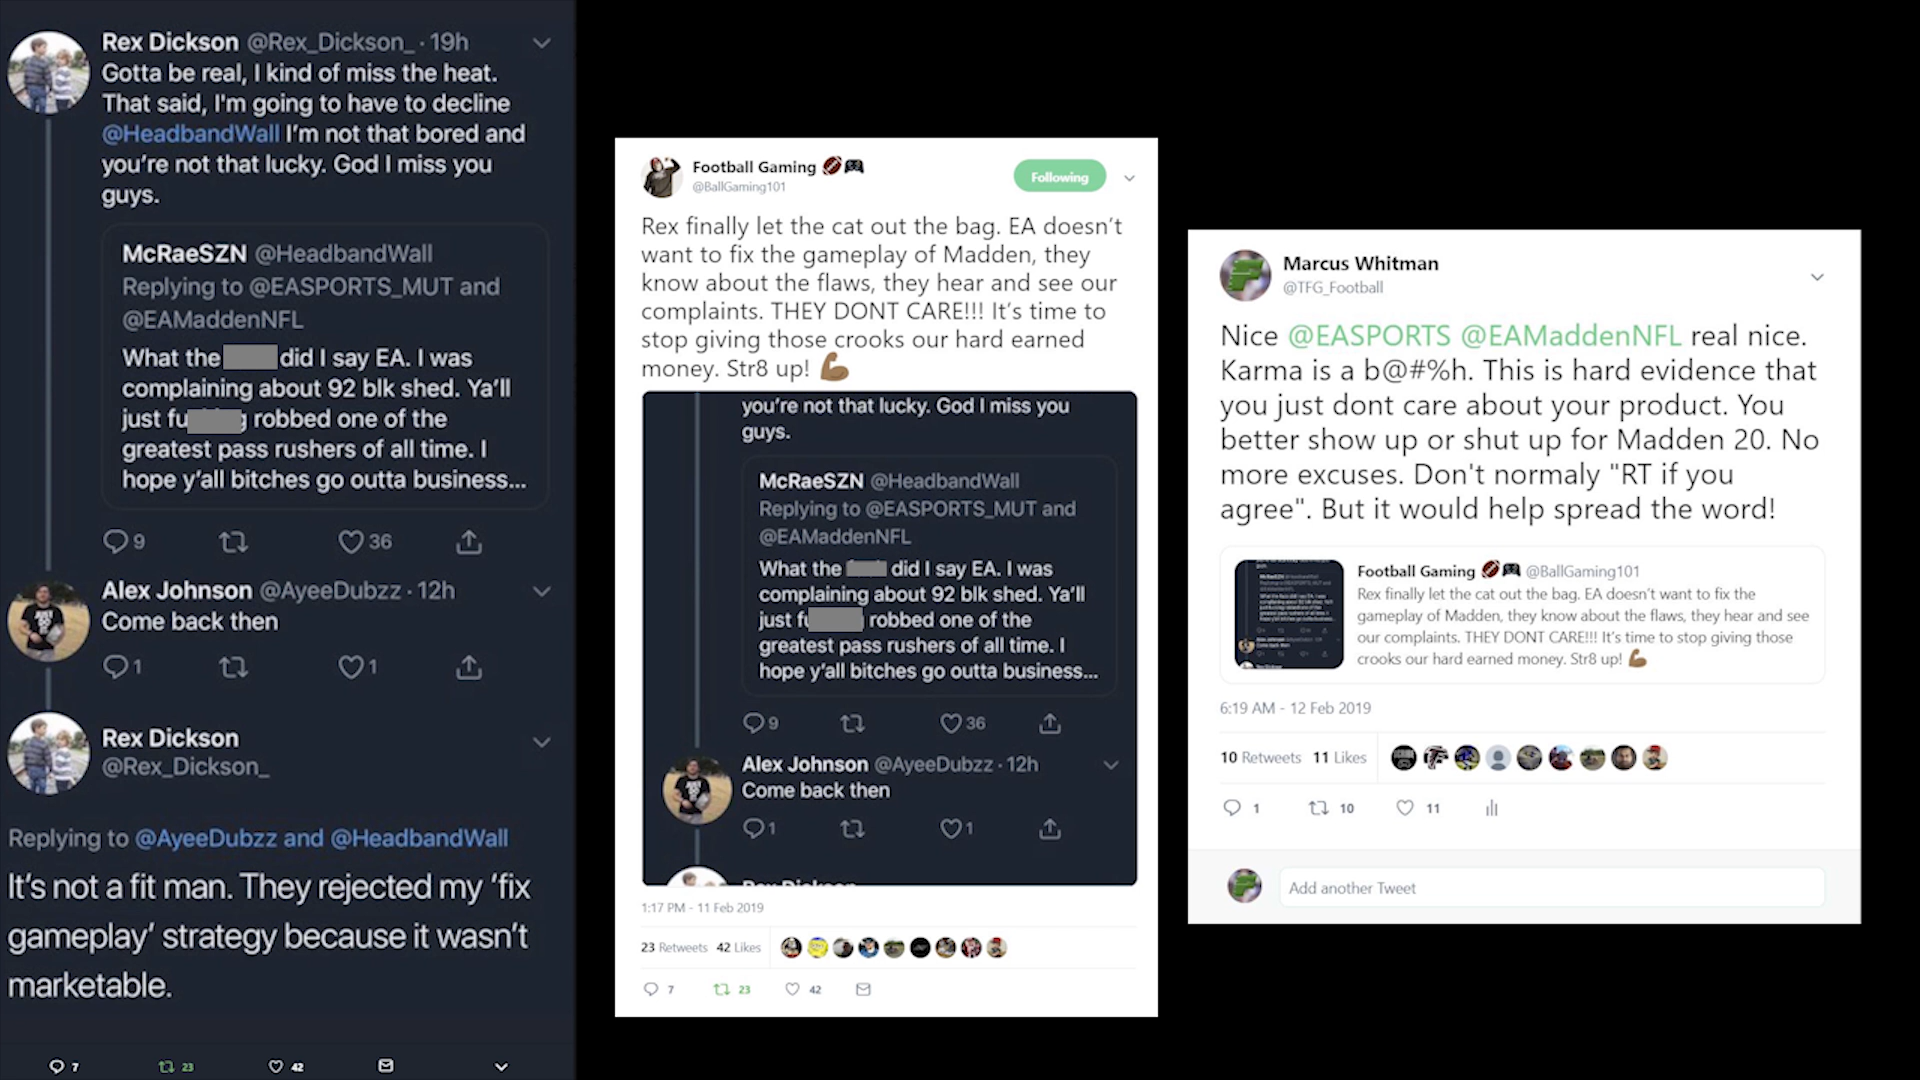 Rex Dickson @Rex_Dickson_ · 19h
Gotta be real, I kind of miss the heat.
That said, I'm going to have to decline
@HeadbandWall I'm not that bored and
you're not that lucky. God I miss you
guys.
McRaeSZN @HeadbandWall
Replying to @EASPORTS_MUT and
@EAMaddenNFL
What the did I say EA. I was
complaining about 92 blk shed. Ya'll
just fu g robbed one of the
greatest pass rushers of all time. I
hope y'all bitches go outta business...
9 36
Alex Johnson @AyeeDubzz · 12h
Come back then
1 1
Rex Dickson
@Rex_Dickson_
Replying to @AyeeDubzz and @HeadbandWall
It's not a fit man. They rejected my 'fix
gameplay' strategy because it wasn't
marketable.
7 23 42
Football Gaming
@BallGaming101
Following
Rex finally let the cat out the bag. EA doesn't
want to fix the gameplay of Madden, they
know about the flaws, they hear and see our
complaints. THEY DONT CARE!!! It's time to
stop giving those crooks our hard earned
money. Str8 up!
you're not that lucky. God I miss you
guys.
McRaeSZN @HeadbandWall
Replying to @EASPORTS_MUT and
@EAMaddenNFL
What the did I say EA. I was
complaining about 92 blk shed. Ya'll
just fu robbed one of the
greatest pass rushers of all time. I
hope y'all bitches go outta business...
9 36
Alex Johnson @AyeeDubzz · 12h
Come back then
1 1
Rex Dickson
1:17 PM - 11 Feb 2019
23 Retweets 42 Likes
7 23 42
Marcus Whitman
@TFG_Football
Nice @EASPORTS @EAMaddenNFL real nice.
Karma is a b@#%h. This is hard evidence that
you just dont care about your product. You
better show up or shut up for Madden 20. No
more excuses. Don't normaly "RT if you
agree". But it would help spread the word!
Football Gaming @BallGaming101
Rex finally let the cat out the bag. EA doesn't want to fix the
gameplay of Madden, they know about the flaws, they hear and see
our complaints. THEY DONT CARE!!! It's time to stop giving those
crooks our hard earned money. Str8 up!
6:19 AM - 12 Feb 2019
10 Retweets 11 Likes
1 10 11
Add another Tweet